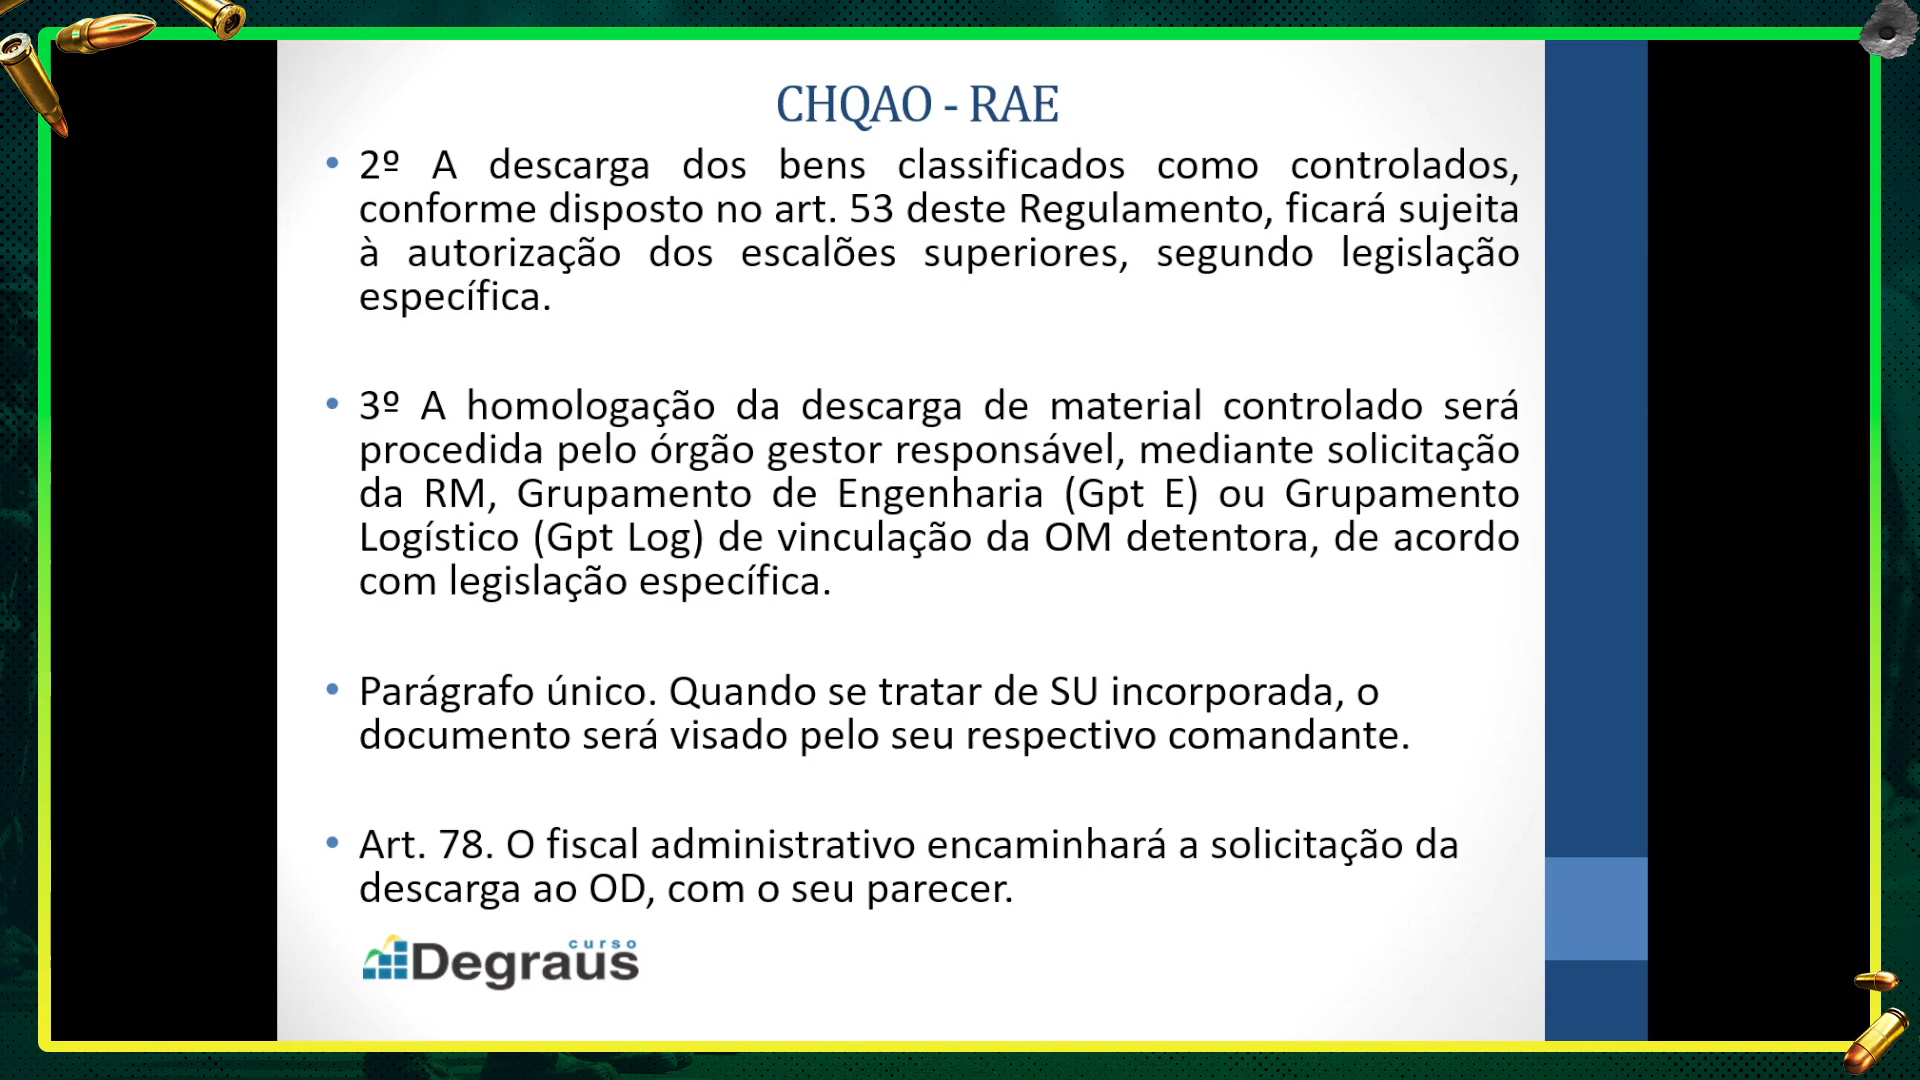 CHQAO - RAE
• 2º A descarga dos bens classificados como controlados,
conforme disposto no art. 53 deste Regulamento, ficará sujeita
à autorização dos escalões superiores, segundo legislação
específica.
• 3º A homologação da descarga de material controlado será
procedida pelo órgão gestor responsável, mediante solicitação
da RM, Grupamento de Engenharia (Gpt E) ou Grupamento
Logístico (Gpt Log) de vinculação da OM detentora, de acordo
com legislação específica.
• Parágrafo único. Quando se tratar de SU incorporada, o
documento será visado pelo seu respectivo comandante.
• Art. 78. O fiscal administrativo encaminhará a solicitação da
descarga ao OD, com o seu parecer.
curso
Degraus